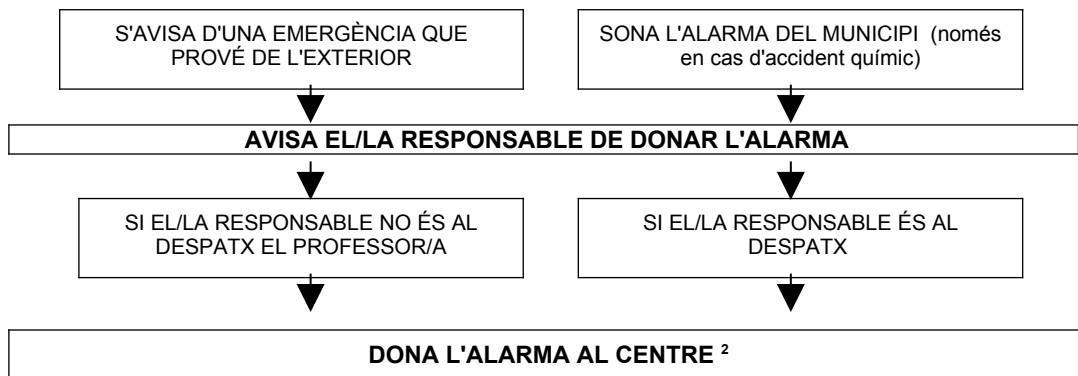 S'AVISA D'UNA EMERGÈNCIA QUE
PROVÉ DE L'EXTERIOR
SONA L'ALARMA DEL MUNICIPI (només
en cas d'accident químic)
AVISA EL/LA RESPONSABLE DE DONAR L'ALARMA
SI EL/LA RESPONSABLE NO ÉS AL
DESPATX EL PROFESSOR/A
SI EL/LA RESPONSABLE ÉS AL
DESPATX
DONA L'ALARMA AL CENTRE ²